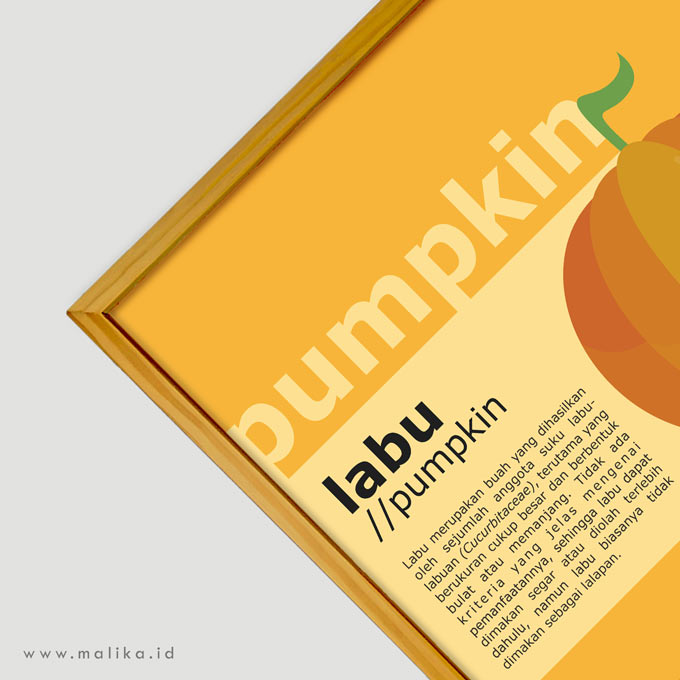 pumpkin
labu
//pumpkin
Labu merupakan buah yang dihasilkan
oleh sejumlah anggota suku labu-
labuan (Cucurbitaceae), terutama yang
berukuran cukup besar dan berbentuk
bulat atau memanjang. Tidak ada
kriteria yang jelas mengenai
pemanfaatannya, sehingga labu dapat
dimakan segar atau diolah terlebih
dahulu, namun labu biasanya tidak
dimakan sebagai lalapan.
www.malika.id